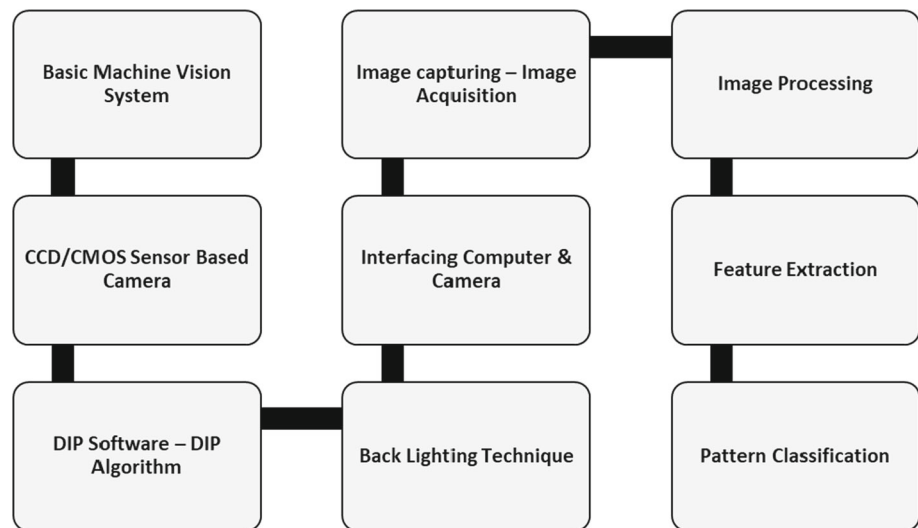 Basic Machine Vision
System
CCD/CMOS Sensor Based
Camera
DIP Software – DIP
Algorithm
Back Lighting Technique
Interfacing Computer &
Camera
Image capturing – Image
Acquisition
Image Processing
Feature Extraction
Pattern Classification